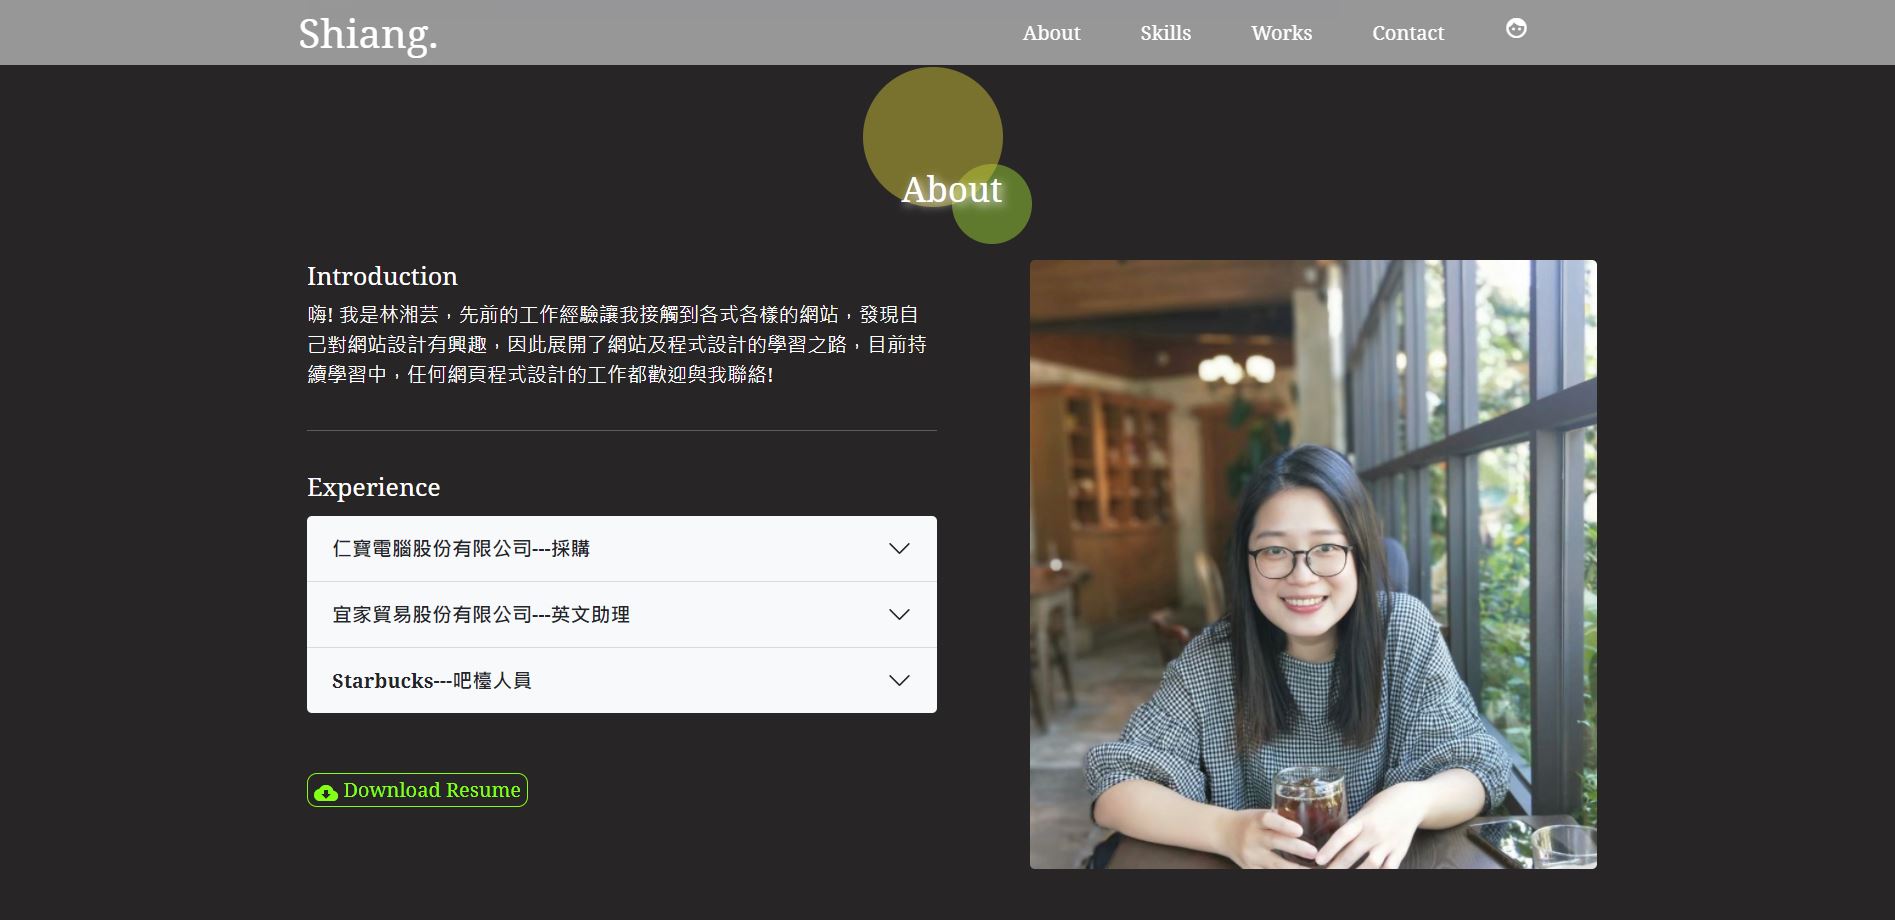 Shiang.
About
Skills
Works
Contact
About
Introduction
嗨! 我是林湘芸，先前的工作經驗讓我接觸到各式各樣的網站，發現自
己對網站設計有興趣，因此展開了網站及程式設計的學習之路，目前持
續學習中，任何網頁程式設計的工作都歡迎與我聯絡!
Experience
仁寶電腦股份有限公司---採購
宜家貿易股份有限公司---英文助理
Starbucks---吧檯人員
Download Resume